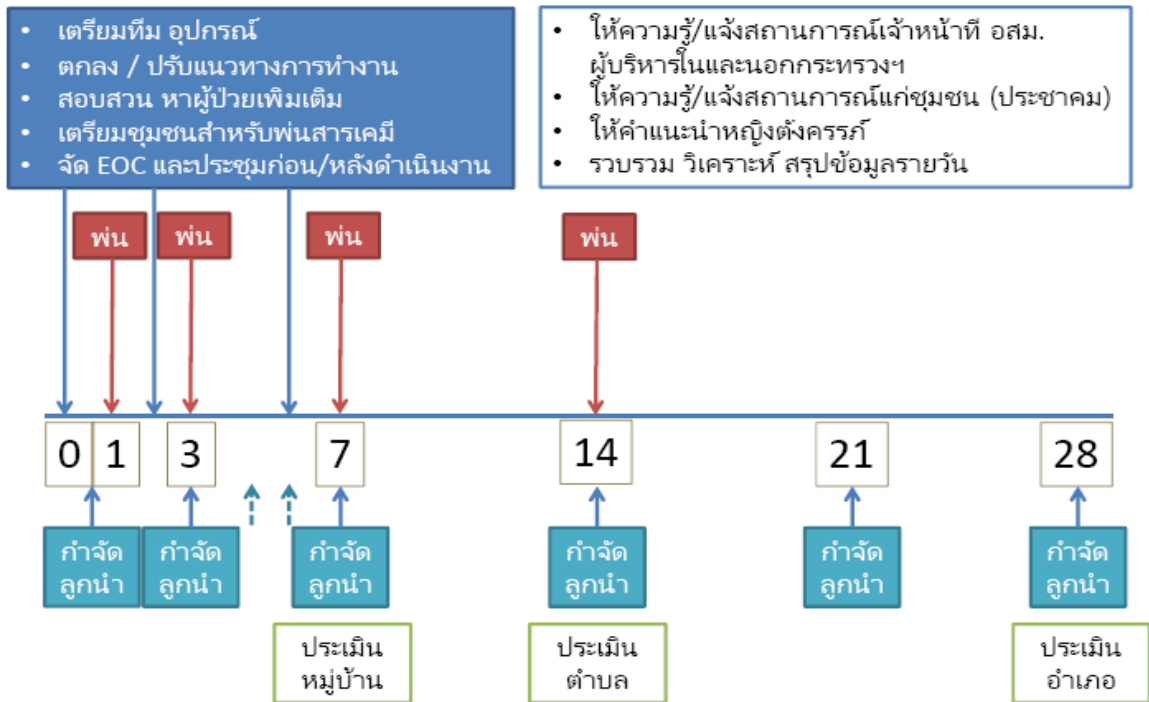 • เตรียมทีม อุปกรณ์
• ตกลง / ปรับแนวทางการทำงาน
• สอบสวน หาผู้ป่วยเพิ่มเติม
• เตรียมชุมชนสำหรับพ่นสารเคมี
• จัด EOC และประชุมก่อน/หลังดำเนินงาน
• ให้ความรู้/แจ้งสถานการณ์เจ้าหน้าที่ อสม.
ผู้บริหารในและนอกกระทรวงฯ
• ให้ความรู้/แจ้งสถานการณ์แก่ชุมชน (ประชาคม)
• ให้คำแนะนำหญิงตั้งครรภ์
• รวบรวม วิเคราะห์ สรุปข้อมูลรายวัน
พ่น พ่น พ่น พ่น
0 1 3 7 14 21 28
กำจัด กำจัด กำจัด กำจัด กำจัด กำจัด
ลูกน้ำ ลูกน้ำ ลูกน้ำ ลูกน้ำ ลูกน้ำ ลูกน้ำ
ประเมิน ประเมิน ประเมิน
หมู่บ้าน ตำบล อำเภอ